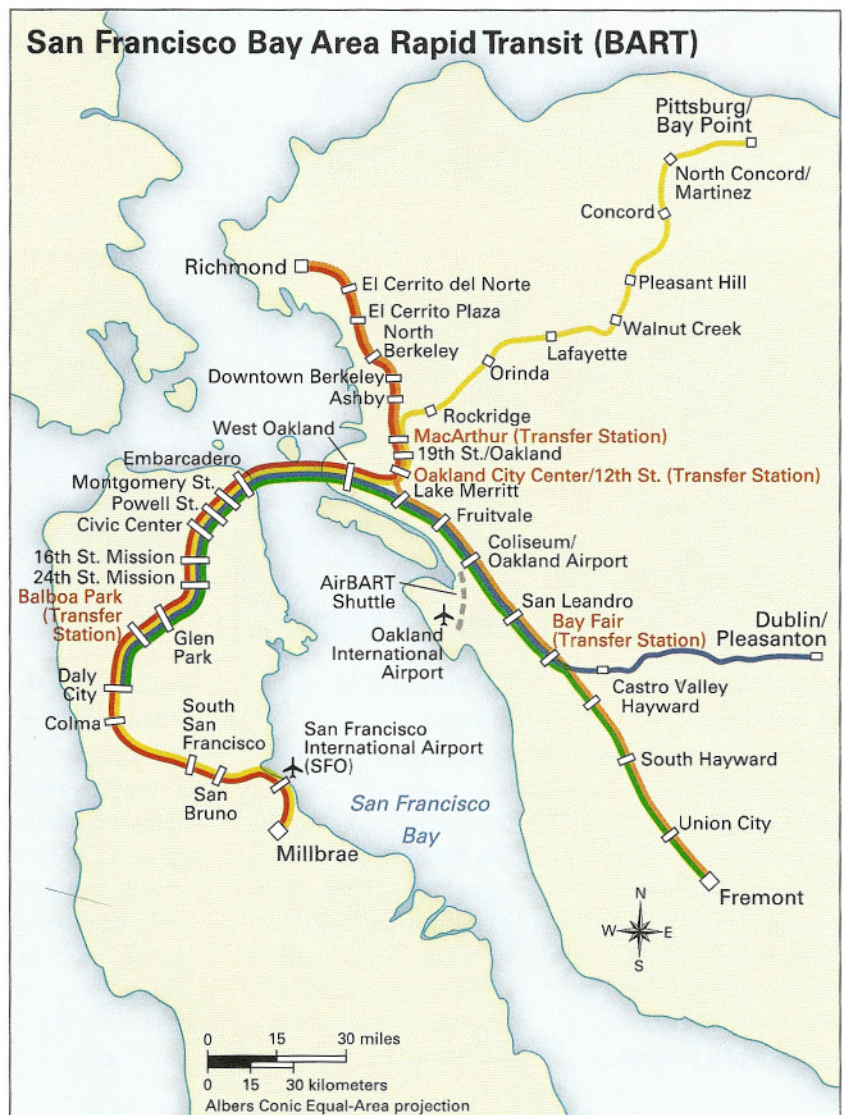 San Francisco Bay Area Rapid Transit (BART)
Pittsburg/
Bay Point
North Concord/
Martinez
Concord
Richmond
El Cerrito del Norte
Pleasant Hill
El Cerrito Plaza
North
Berkeley
Walnut Creek
Lafayette
Orinda
Downtown Berkeley
Ashby
Rockridge
West Oakland
MacArthur (Transfer Station)
19th St./Oakland
Oakland City Center/12th St. (Transfer Station)
Embarcadero
Montgomery St.
Powell St.
Civic Center
Lake Merritt
Fruitvale
Coliseum/
Oakland Airport
16th St. Mission
24th St. Mission
Balboa Park
(Transfer
Station)
Glen
Park
AirBART
Shuttle
San Leandro
Bay Fair
(Transfer Station)
Dublin/
Pleasanton
Oakland
International
Airport
Castro Valley
Hayward
Daly
City
Colma
South
San
Francisco
San
Bruno
San Francisco
International Airport
(SFO)
South Hayward
San Francisco
Bay
Union City
Millbrae
Fremont
N
W
E
S
0 15 30 miles
0 15 30 kilometers
Albers Conic Equal-Area projection